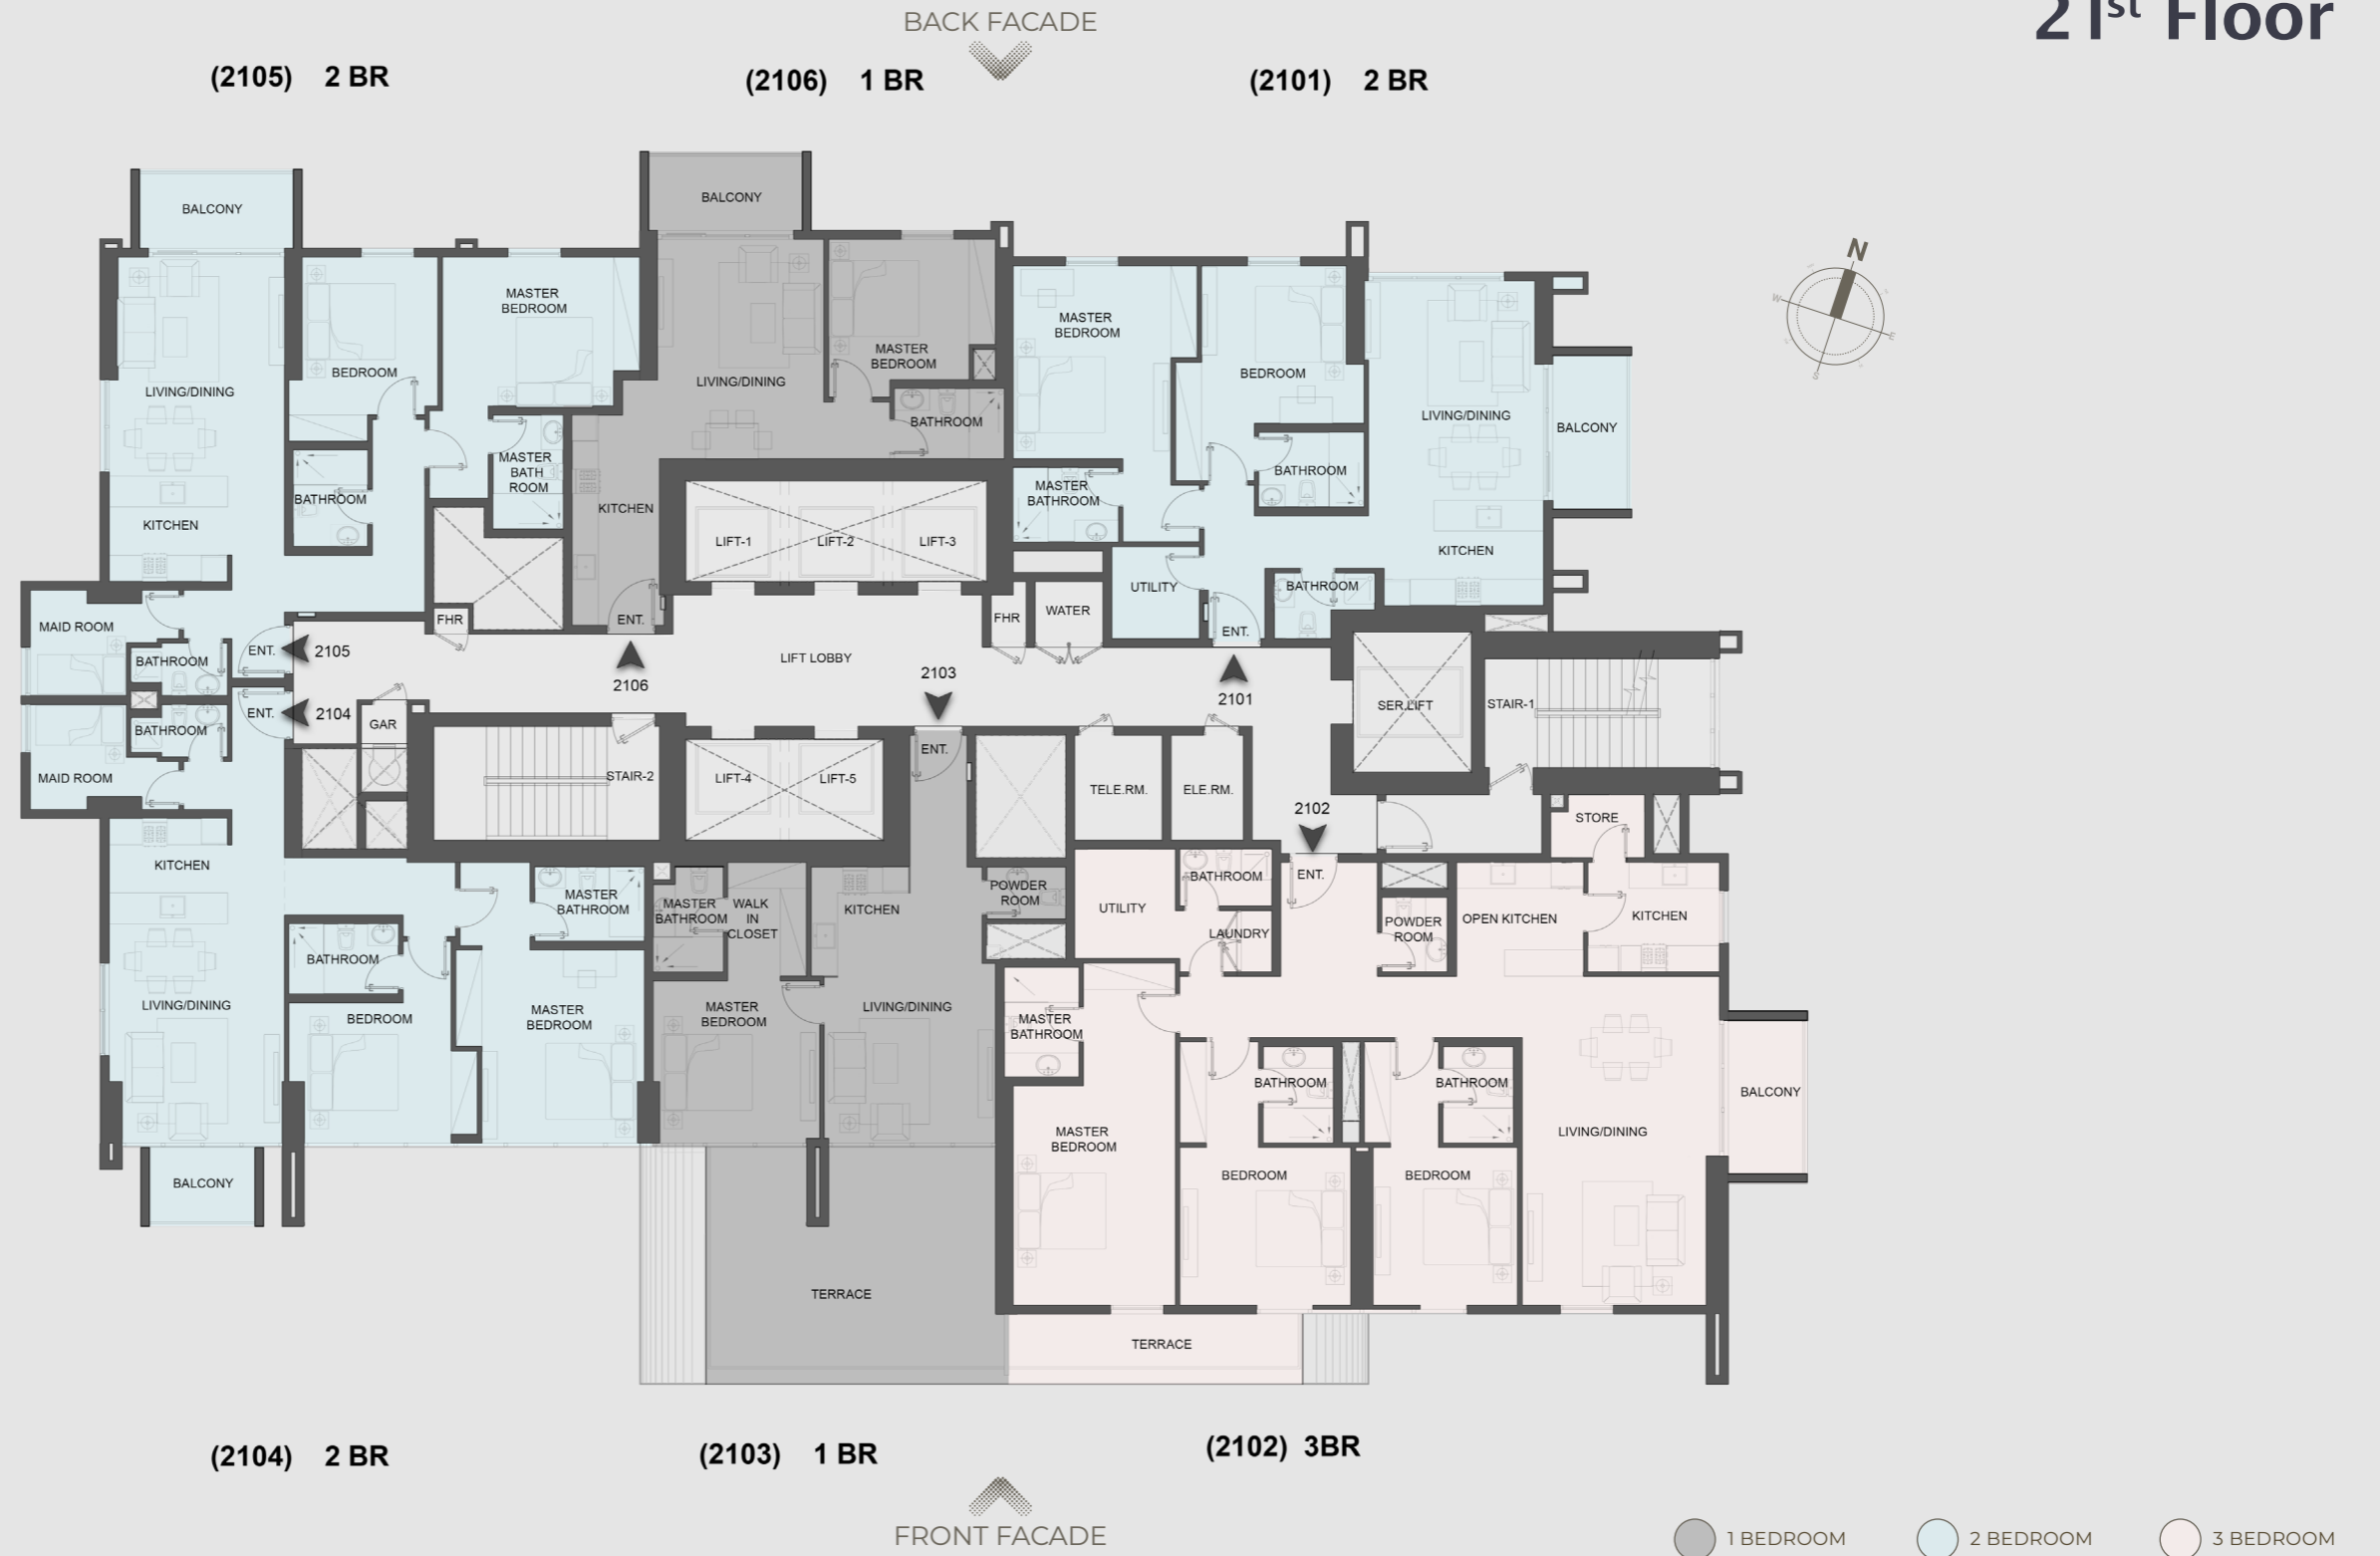 BACK FACADE
21st Floor
(2105) 2 BR
(2106) 1 BR
(2101) 2 BR
BALCONY
BALCONY
N
W
E
S
MASTER
BEDROOM
MASTER
BEDROOM
MASTER
BEDROOM
BEDROOM
BEDROOM
LIVING/DINING
LIVING/DINING
LIVING/DINING
BALCONY
BATHROOM
MASTER
BATH
ROOM
BATHROOM
BATHROOM
MASTER
BATHROOM
KITCHEN
KITCHEN
LIFT-1
LIFT-2
LIFT-3
KITCHEN
UTILITY
BATHROOM
MAID ROOM
FHR
ENT.
FHR
WATER
ENT.
BATHROOM
ENT.
2105
LIFT LOBBY
2106
2103
2101
ENT.
2104
GAR
SER.LIFT
STAIR-1
BATHROOM
MAID ROOM
STAIR-2
LIFT-4
LIFT-5
ENT.
TELE.RM.
ELE.RM.
2102
STORE
KITCHEN
MASTER
BATHROOM
MASTER
BATHROOM
WALK
IN
CLOSET
KITCHEN
POWDER
ROOM
UTILITY
BATHROOM
ENT.
LAUNDRY
POWDER
ROOM
OPEN KITCHEN
KITCHEN
BATHROOM
LIVING/DINING
BEDROOM
MASTER
BEDROOM
MASTER
BEDROOM
LIVING/DINING
MASTER
BATHROOM
BATHROOM
BATHROOM
BALCONY
MASTER
BEDROOM
LIVING/DINING
BEDROOM
BEDROOM
BALCONY
TERRACE
TERRACE
(2104) 2 BR
(2103) 1 BR
(2102) 3BR
FRONT FACADE
1 BEDROOM
2 BEDROOM
3 BEDROOM